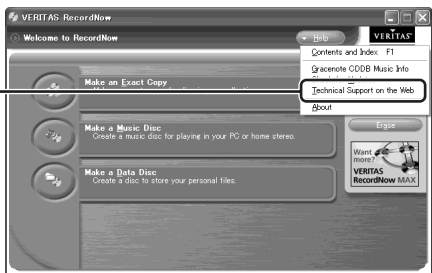 VERITAS RecordNow
Welcome to RecordNow
Help
VERITAS
Contents and Index F1
Gracenote CDDB Music Info
Technical Support on the Web
About
Make an Exact Copy
Make a Music Disc
Create a music disc for playing in your PC or home stereo.
Make a Data Disc
Create a disc to store your personal files.
Erase
Want more?
VERITAS
RecordNow MAX